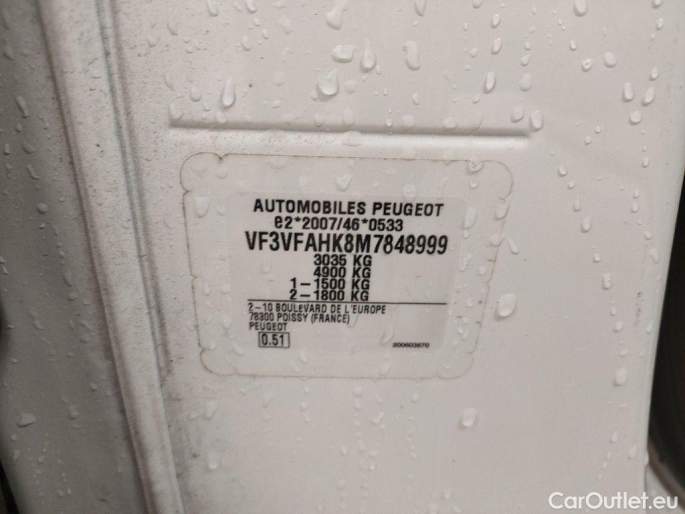 AUTOMOBILES PEUGEOT
e2*2007/46*0533
VF3VFAHK8M7848999
3035 KG
4900 KG
1-1500 KG
2-1800 KG
2-10 BOULEVARD DE L'EUROPE
78300 POISSY (FRANCE)
PEUGEOT
0.51
CarOutlet.eu